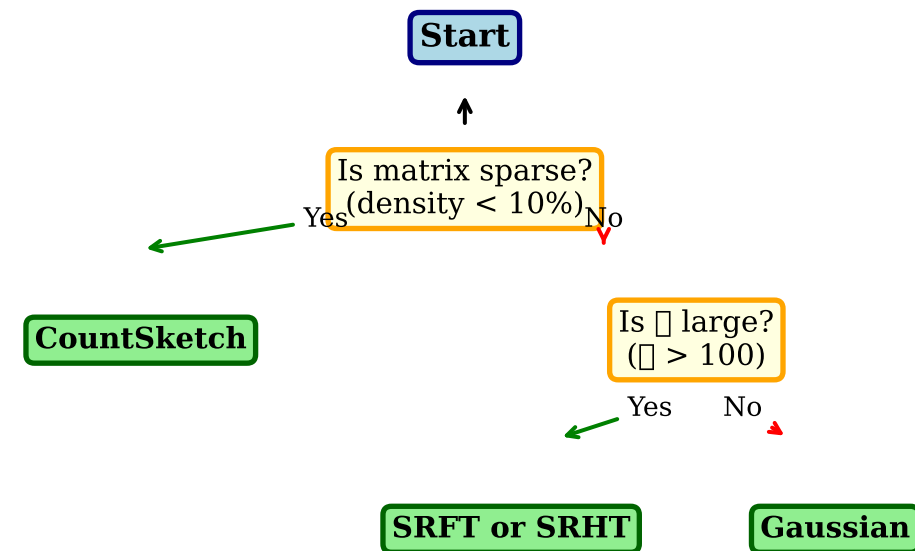 Start
Is matrix sparse?
(density < 10%)
Yes
No
CountSketch
Is □ large?
(□ > 100)
Yes
No
SRFT or SRHT
Gaussian